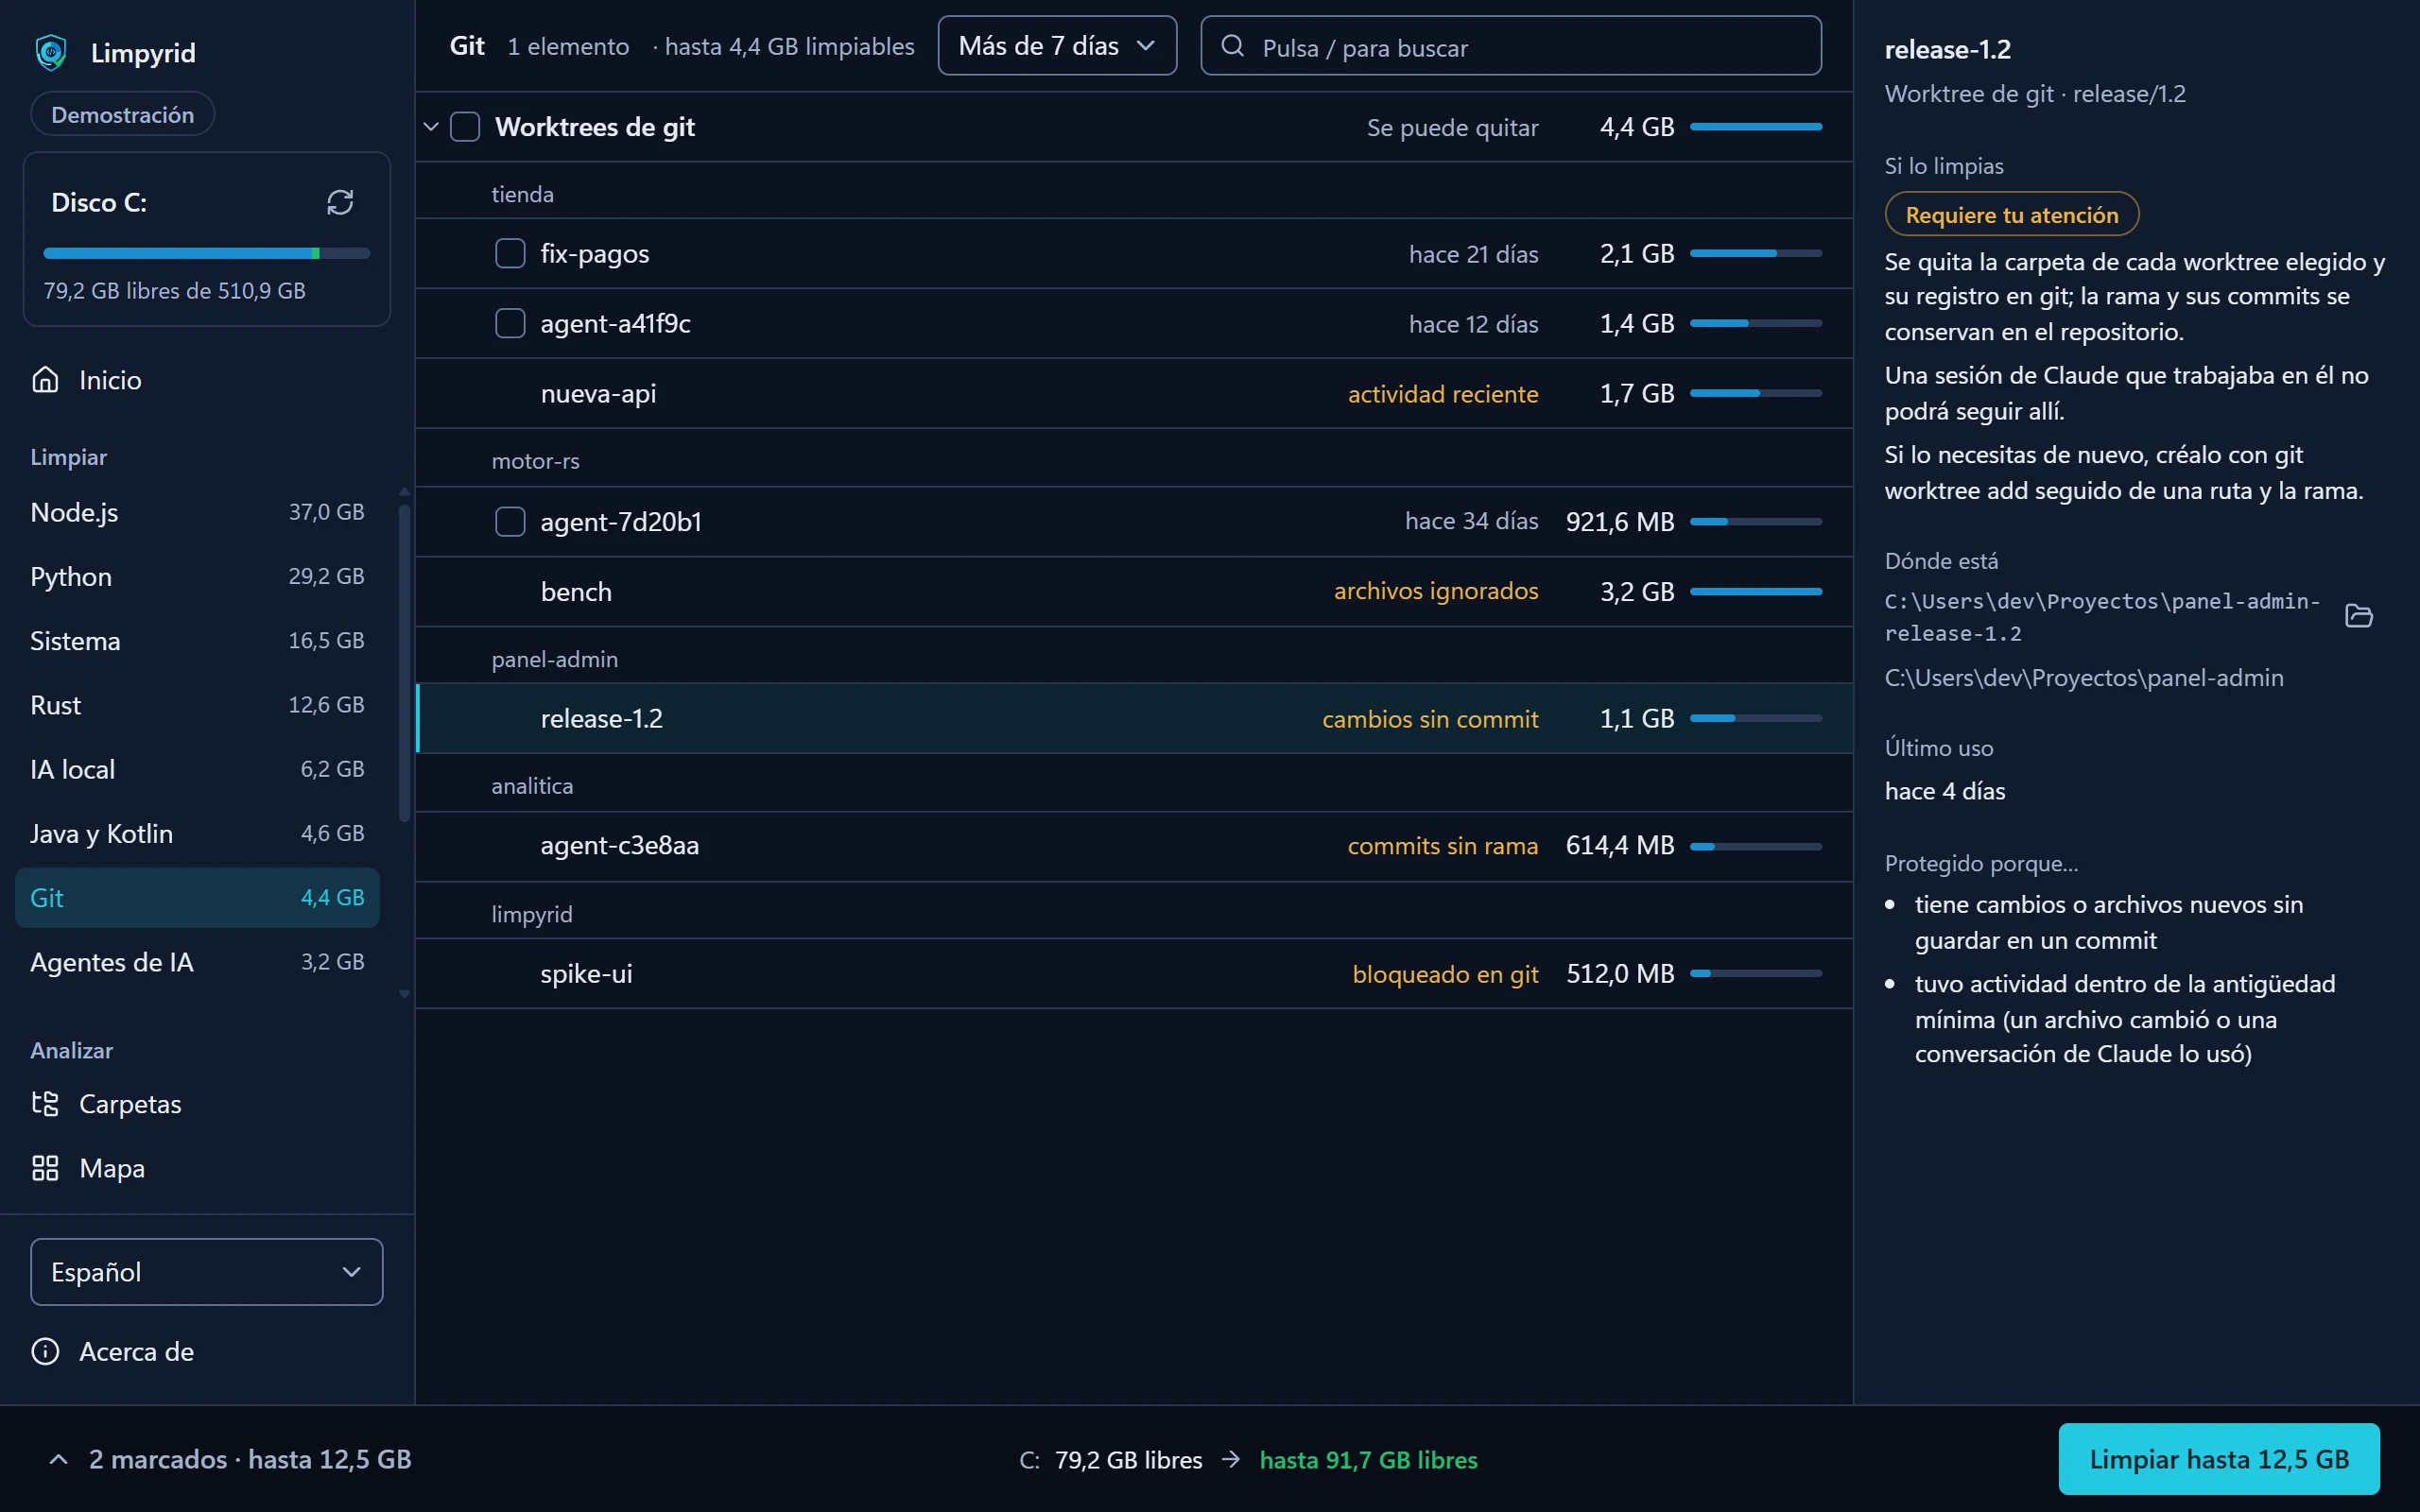 Limpyrid
Demostración
Disco C:
79,2 GB libres de 510,9 GB
Inicio
Limpiar
Node.js 37,0 GB
Python 29,2 GB
Sistema 16,5 GB
Rust 12,6 GB
IA local 6,2 GB
Java y Kotlin 4,6 GB
Git 4,4 GB
Agentes de IA 3,2 GB
Analizar
Carpetas
Mapa
Español
Acerca de
Git 1 elemento · hasta 4,4 GB limpiables Más de 7 días Pulsa / para buscar
Worktrees de git Se puede quitar 4,4 GB
tienda
fix-pagos hace 21 días 2,1 GB
agent-a41f9c hace 12 días 1,4 GB
nueva-api actividad reciente 1,7 GB
motor-rs
agent-7d20b1 hace 34 días 921,6 MB
bench archivos ignorados 3,2 GB
panel-admin
release-1.2 cambios sin commit 1,1 GB
analitica
agent-c3e8aa commits sin rama 614,4 MB
limpyrid
spike-ui bloqueado en git 512,0 MB
release-1.2
Worktree de git · release/1.2
Si lo limpias
Requiere tu atención
Se quita la carpeta de cada worktree elegido y
su registro en git; la rama y sus commits se
conservan en el repositorio.
Una sesión de Claude que trabajaba en él no
podrá seguir allí.
Si lo necesitas de nuevo, créalo con git
worktree add seguido de una ruta y la rama.
Dónde está
C:\Users\dev\Proyectos\panel-admin-
release-1.2
C:\Users\dev\Proyectos\panel-admin
Último uso
hace 4 días
Protegido porque...
• tiene cambios o archivos nuevos sin
guardar en un commit
• tuvo actividad dentro de la antigüedad
mínima (un archivo cambió o una
conversación de Claude lo usó)
2 marcados · hasta 12,5 GB
C: 79,2 GB libres → hasta 91,7 GB libres
Limpiar hasta 12,5 GB